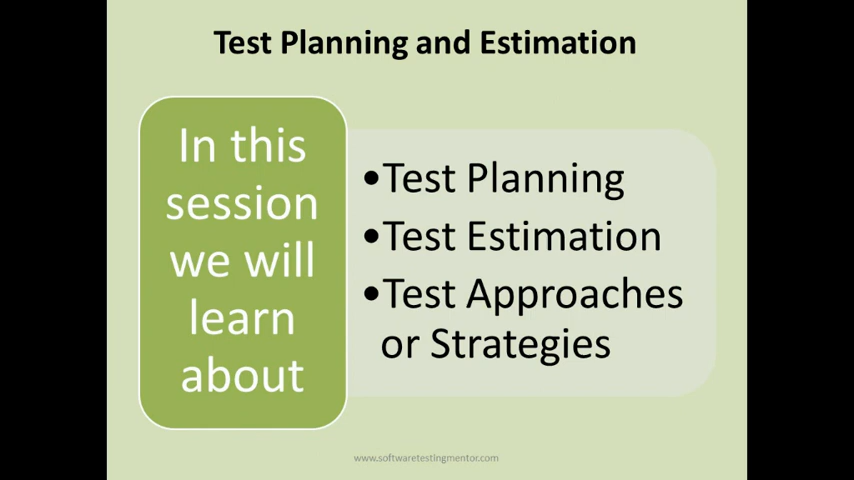 Test Planning and Estimation
In this
session
we will
learn
about
•Test Planning
•Test Estimation
•Test Approaches
or Strategies
www.softwaretestingmentor.com